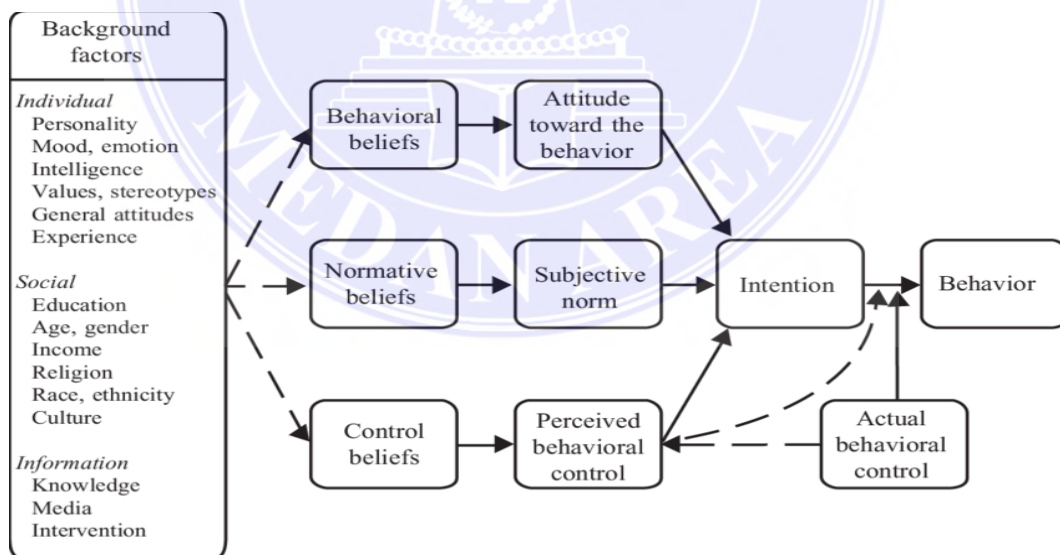 Background
factors
Individual
Personality
Mood, emotion
Intelligence
Values, stereotypes
General attitudes
Experience
Social
Education
Age, gender
Income
Religion
Race, ethnicity
Culture
Information
Knowledge
Media
Intervention
Behavioral
beliefs
Attitude
toward the
behavior
Normative
beliefs
Subjective
norm
Intention
Behavior
Control
beliefs
Perceived
behavioral
control
Actual
behavioral
control
MEDAN AREA